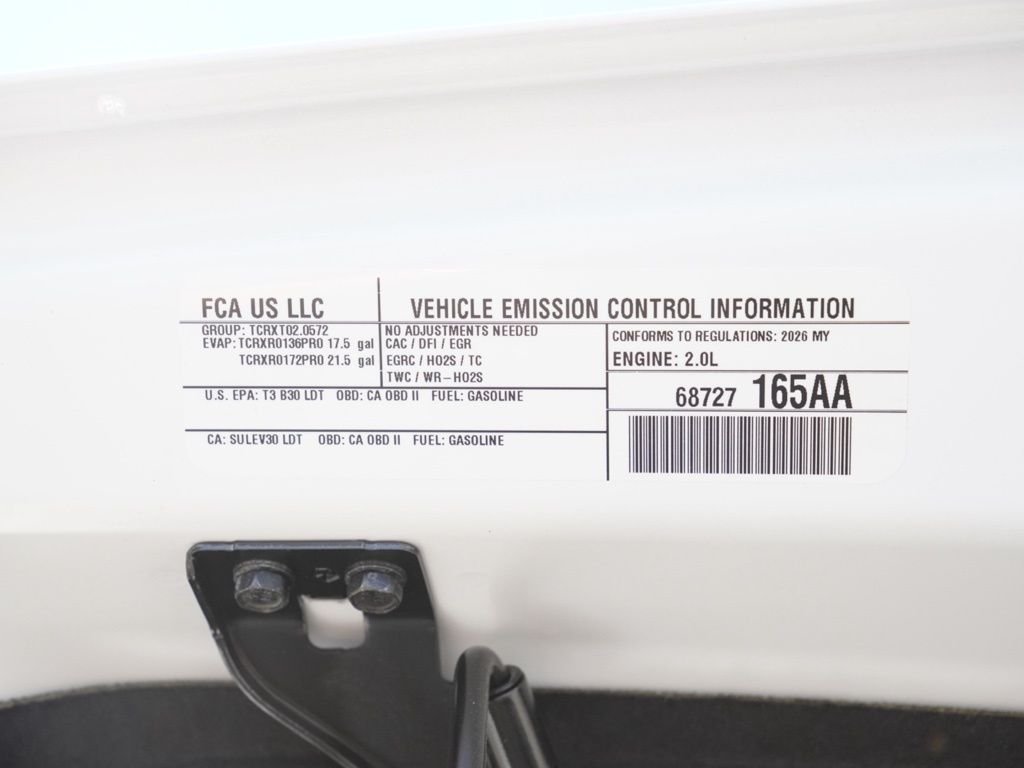 FCA US LLC
VEHICLE EMISSION CONTROL INFORMATION
GROUP: TCRXT02.0572
EVAP: TCRXR0136PR0 17.5 gal
TCRXR0172PR0 21.5 gal
NO ADJUSTMENTS NEEDED
CAC / DFI / EGR
EGRC / HO2S / TC
TWC / WR-HO2S
CONFORMS TO REGULATIONS: 2026 MY
ENGINE: 2.0L
68727 165AA
U.S. EPA: T3 B30 LDT OBD: CA OBD II FUEL: GASOLINE
CA: SULEV30 LDT OBD: CA OBD II FUEL: GASOLINE